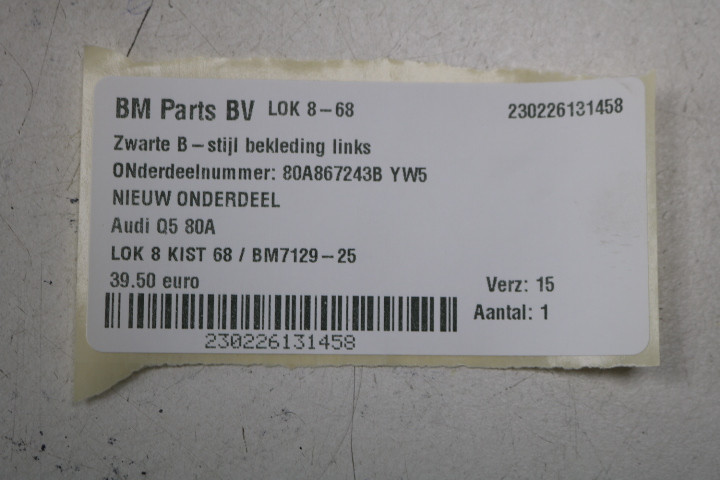 BM Parts BV LOK 8-68 230226131458
Zwarte B-stijl bekleding links
ONderdeelnummer: 80A867243B YW5
NIEUW ONDERDEEL
Audi Q5 80A
LOK 8 KIST 68 / BM7129-25
39.50 euro Verz: 15
Aantal: 1
230226131458